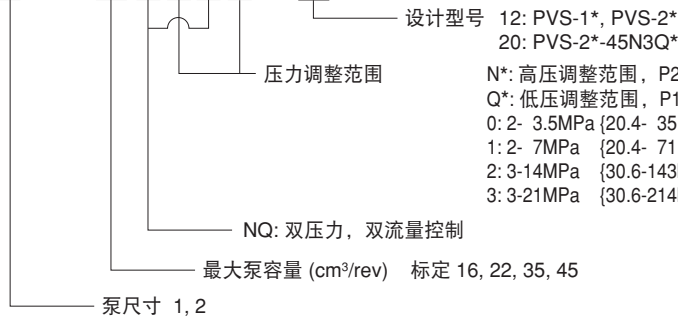 设计型号 12: PVS-1*, PVS-2*
20: PVS-2*-45N3Q*
压力调整范围 N*: 高压调整范围，P2
Q*: 低压调整范围，P1
0: 2- 3.5MPa {20.4- 35
1: 2- 7MPa {20.4- 71
2: 3-14MPa {30.6-143
3: 3-21MPa {30.6-214
NQ: 双压力，双流量控制
最大泵容量 (cm³/rev) 标定 16, 22, 35, 45
泵尺寸 1, 2